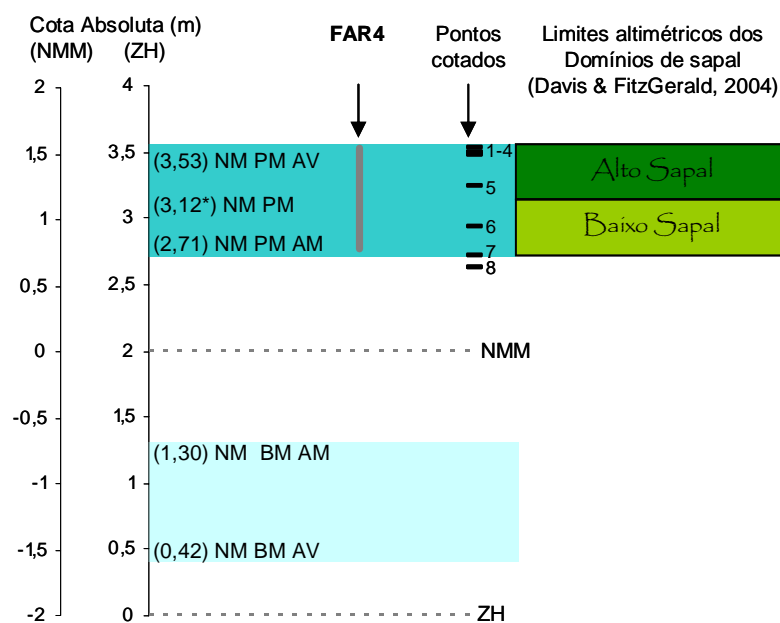 Cota Absoluta (m)
(NMM) (ZH)
FAR4
Pontos
cotados
Limites altimétricos dos
Domínios de sapal
(Davis & FitzGerald, 2004)
2
1,5
1
0,5
0
-0,5
-1
-1,5
-2
4
3,5
3
2,5
2
1,5
1
0,5
0
(3,53) NM PM AV
(3,12*) NM PM
(2,71) NM PM AM
1-4
5
6
7
8
Alto Sapal
Baixo Sapal
NMM
(1,30) NM BM AM
(0,42) NM BM AV
ZH